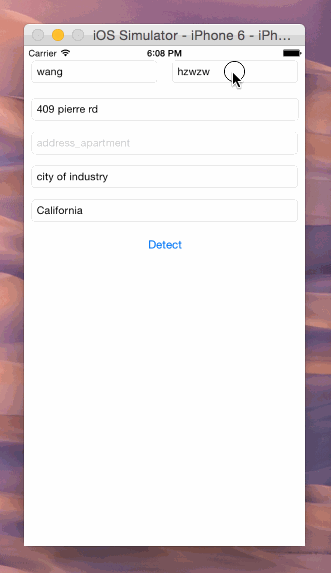 iOS Simulator - iPhone 6 - iPh...
Carrier 6:08 PM
wang hzwzw
409 pierre rd
address_apartment
city of industry
California
Detect